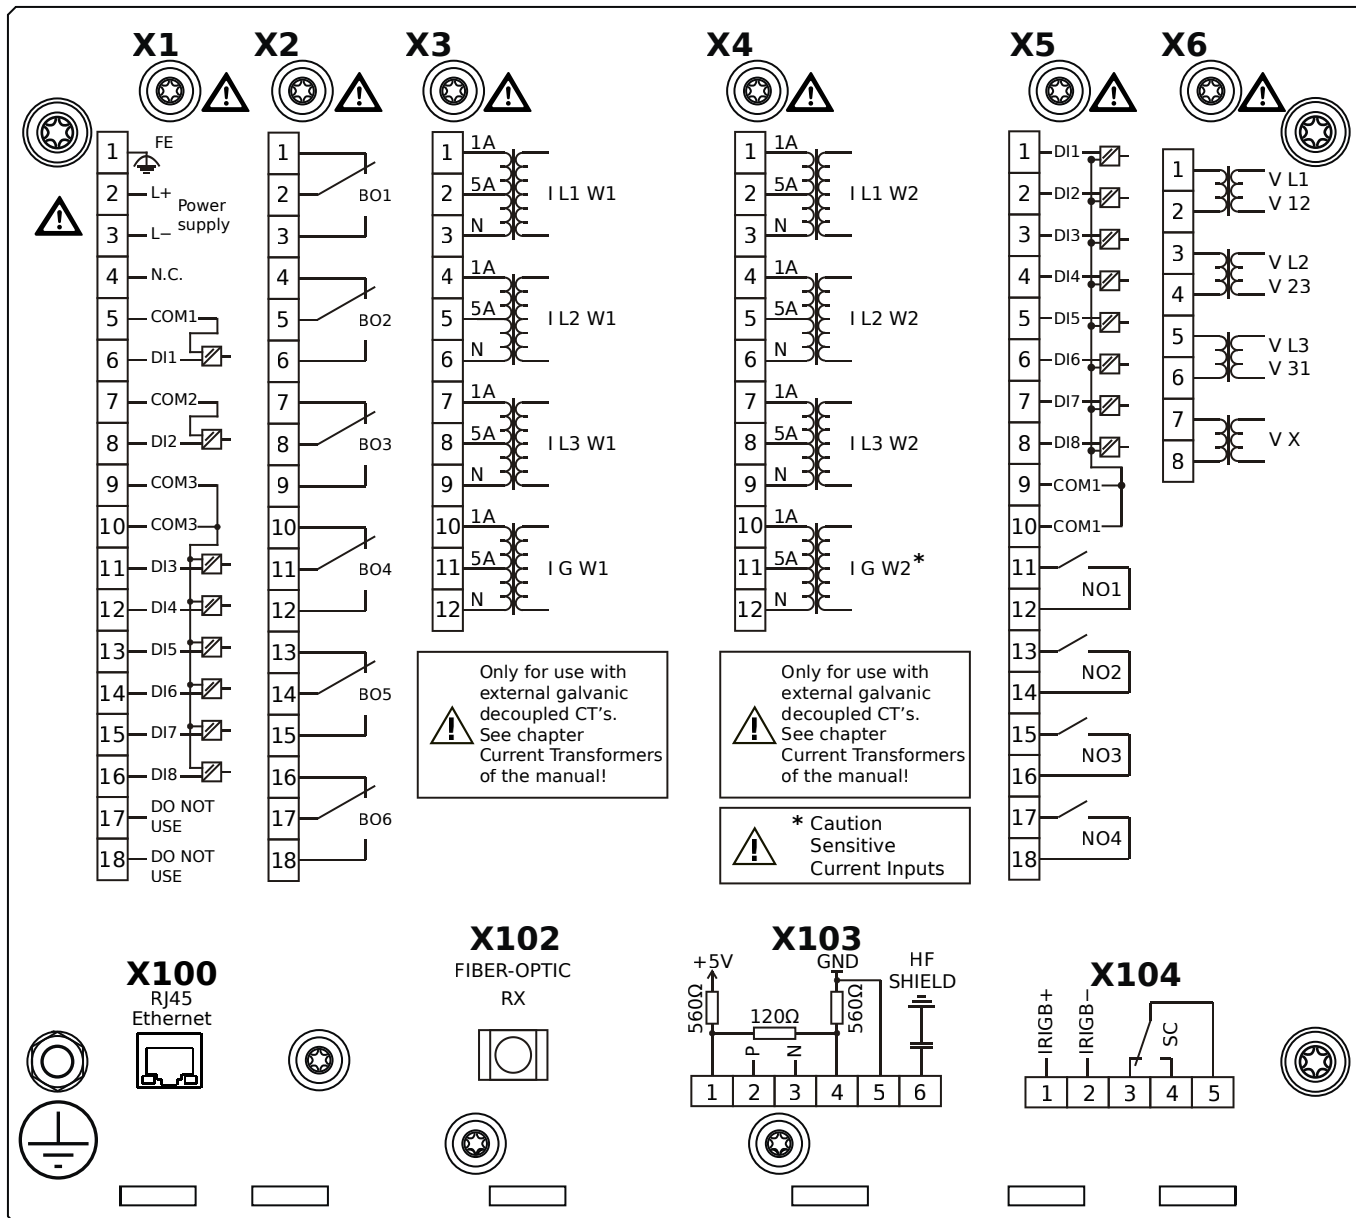 X1 X2 X3 X4 X5 X6
1 FE
2 L+
Power
supply
3 L−
4 N.C.
5 COM1
6 DI1
7 COM2
8 DI2
9 COM3
10 COM3
11 DI3
12 DI4
13 DI5
14 DI6
15 DI7
16 DI8
17 DO NOT
USE
18 DO NOT
USE
1
2 BO1
3
4
5 BO2
6
7
8 BO3
9
10
11 BO4
12
13
14 BO5
15
16
17 BO6
18
1 1A
2 5A I L1 W1
3 N
4 1A
5 5A I L2 W1
6 N
7 1A
8 5A I L3 W1
9 N
10 1A
11 5A I G W1
12 N
Only for use with
external galvanic
decoupled CT's.
See chapter
Current Transformers
of the manual!
1 1A
2 5A I L1 W2
3 N
4 1A
5 5A I L2 W2
6 N
7 1A
8 5A I L3 W2
9 N
10 1A
11 5A I G W2*
12 N
Only for use with
external galvanic
decoupled CT's.
See chapter
Current Transformers
of the manual!
* Caution
Sensitive
Current Inputs
1 DI1
2 DI2
3 DI3
4 DI4
5 DI5
6 DI6
7 DI7
8 DI8
9 COM1
10 COM1
11
NO1
12
13
NO2
14
15
NO3
16
17
NO4
18
1 V L1
2 V 12
3 V L2
4 V 23
5 V L3
6 V 31
7
V X
8
X100
RJ45
Ethernet
X102
FIBER-OPTIC
RX
X103
+5V GND HF
SHIELD
560Ω 120Ω 560Ω
P N
1 2 3 4 5 6
X104
IRIGB+ IRIGB− SC
1 2 3 4 5